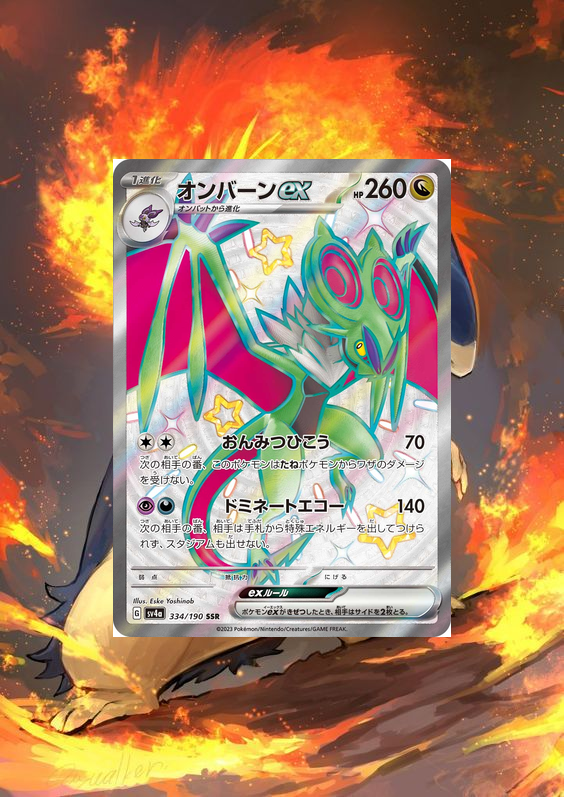 1進化
オンバーンex
HP260
オンバットから進化
おんみつひこう 70
次の相手の番、このポケモンはたねポケモンからワザのダメージ
を受けない。
ドミネートエコー 140
次の相手の番、相手は手札から特殊エネルギーを出してつけら
れず、スタジアムも出せない。
弱点 抵抗力 にげる
exルール
ポケモンexがきぜつしたとき、相手はサイドを2枚とる。
Illus. Eske Yoshinob
G sv4a 334/190 SSR
©2023 Pokémon/Nintendo/Creatures/GAME FREAK.